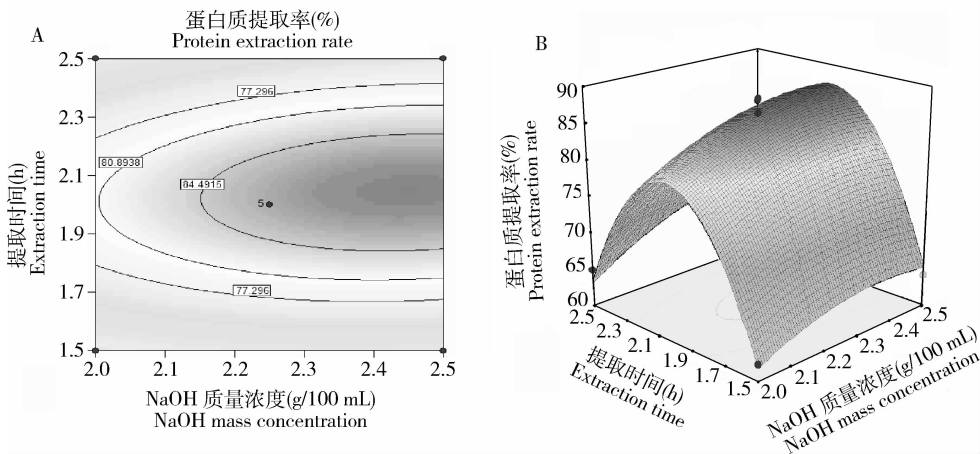 A
蛋白质提取率(%)
Protein extraction rate
2.5
2.3
2.1
1.9
1.7
1.5
提取时间(h)
Extraction time
77.296
80.8938
84.4915
5
77.296
2.0 2.1 2.2 2.3 2.4 2.5
NaOH 质量浓度(g/100 mL)
NaOH mass concentration
B
蛋白质提取率(%)
Protein extraction rate
90
85
80
75
70
65
60
2.5 2.3 2.1 1.9 1.7 1.5
提取时间(h)
Extraction time
2.0 2.1 2.2 2.3 2.4 2.5
NaOH 质量浓度(g/100 mL)
NaOH mass concentration